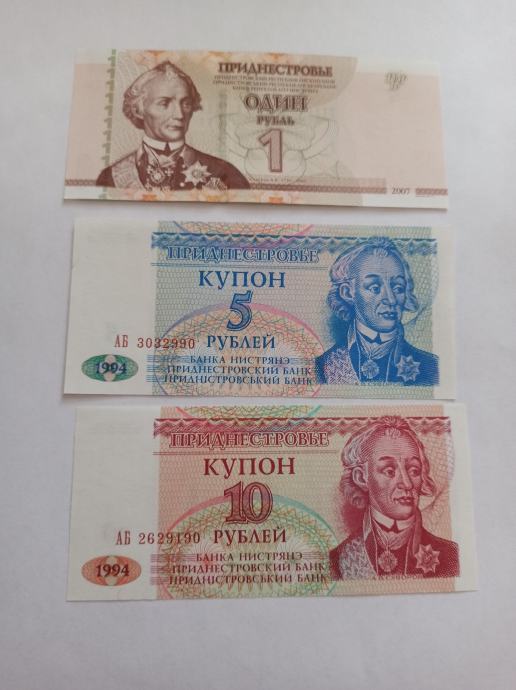 ПРИДНЕСТРОВЬЕ
ОДИН
РУБЛЬ
1
2007
ПРИДНЕСТРОВЬЕ
КУПОН
5
АБ 3032990 РУБЛЕЙ
БАНКА НИСТРЯНЭ
1994 ПРИДНЕСТРОВСКИЙ БАНК
ПРИДНІСТРОВСЬКИЙ БАНК
ПРИДНЕСТРОВЬЕ
КУПОН
10
АБ 2629190 РУБЛЕЙ
БАНКА НИСТРЯНЭ
1994 ПРИДНЕСТРОВСКИЙ БАНК
ПРИДНІСТРОВСЬКИЙ БАНК